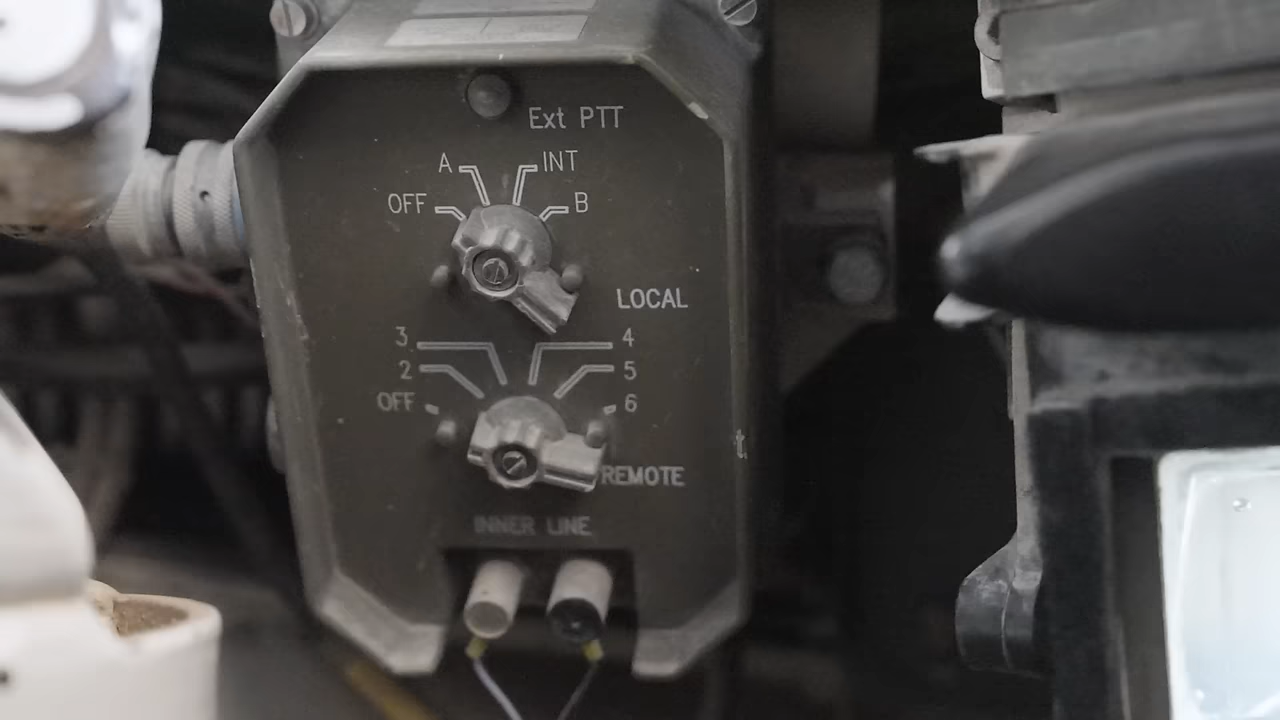 Ext PTT
A INT
OFF B
LOCAL
3 4
2 5
OFF 6
REMOTE
INNER LINE